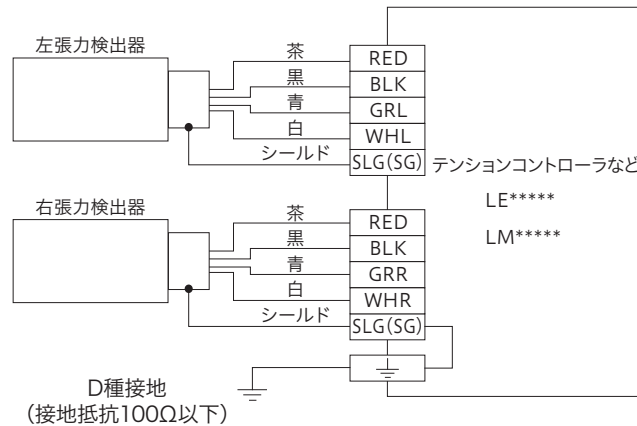 左張力検出器
茶
RED
黒
BLK
青
GRL
白
WHL
シールド
SLG(SG)
テンションコントローラなど
LE*****
LM*****
右張力検出器
茶
RED
黒
BLK
青
GRR
白
WHR
シールド
SLG(SG)
D種接地
(接地抵抗100Ω以下)